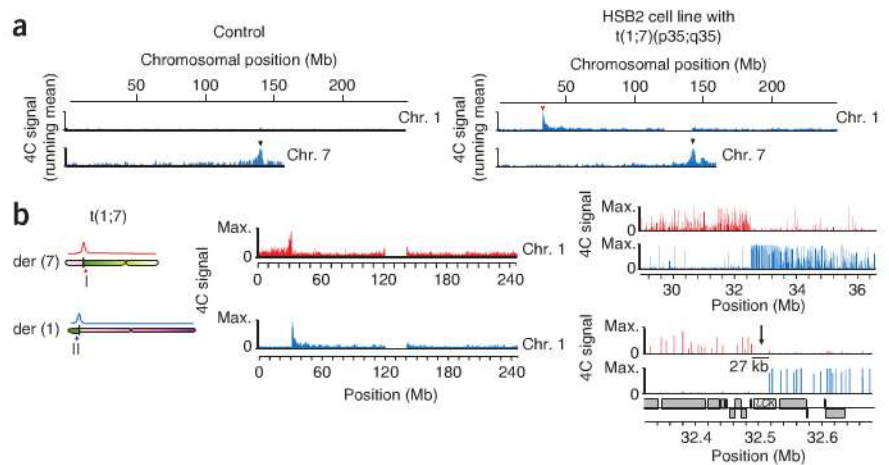 a
Control
Chromosomal position (Mb)
50 100 150 200
4C signal
(running mean)
Chr. 1
Chr. 7
HSB2 cell line with
t(1;7)(p35;q35)
Chromosomal position (Mb)
50 100 150 200
4C signal
(running mean)
Chr. 1
Chr. 7
b
t(1;7)
der (7)
I
der (1)
II
4C signal
Max.
0
Chr. 1
0 60 120 180 240
Max.
0
Chr. 1
0 60 120 180 240
Position (Mb)
4C signal
Max.
0
Max.
0
30 32 34 36
Position (Mb)
4C signal
Max.
0
27 kb
Max.
0
LCK
32.4 32.5 32.6
Position (Mb)